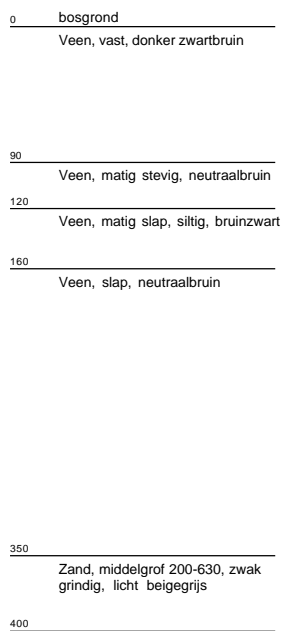 0 bosgrond
Veen, vast, donker zwartbruin
90
Veen, matig stevig, neutraalbruin
120
Veen, matig slap, siltig, bruinzwart
160
Veen, slap, neutraalbruin
350
Zand, middelgrof 200-630, zwak
grindig, licht beigegrijs
400